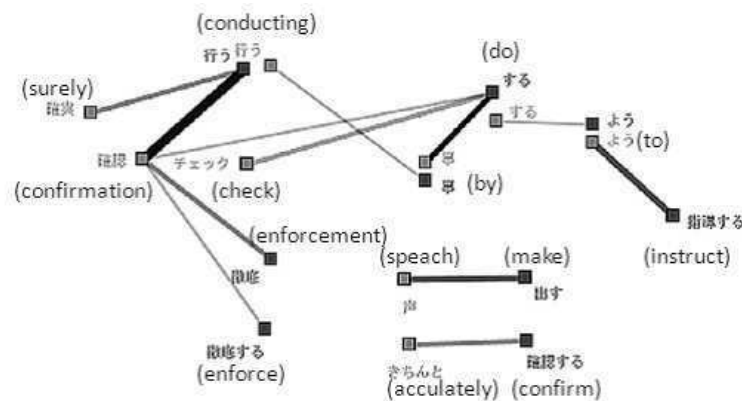 (conducting)
行う 行う
(do)
する
(surely)
確実
する
よう
よう(to)
確認
チェック
事
事
(by)
(confirmation)
(check)
指導する
(instruct)
(enforcement)
徹底
(speach)
(make)
声
出す
徹底する
(enforce)
きちんと
(acculately)
確認する
(confirm)